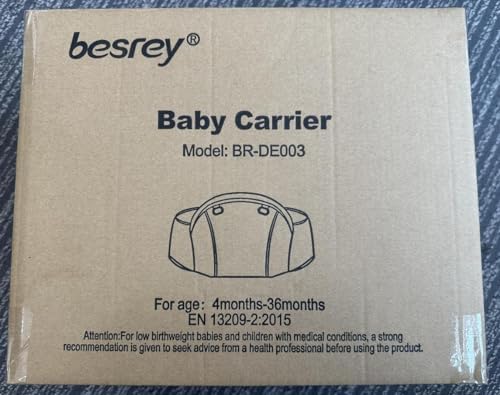 besrey®
Baby Carrier
Model: BR-DE003
For age: 4months-36months
EN 13209-2:2015
Attention:For low birthweight babies and children with medical conditions, a strong
recommendation is given to seek advice from a health professional before using the product.